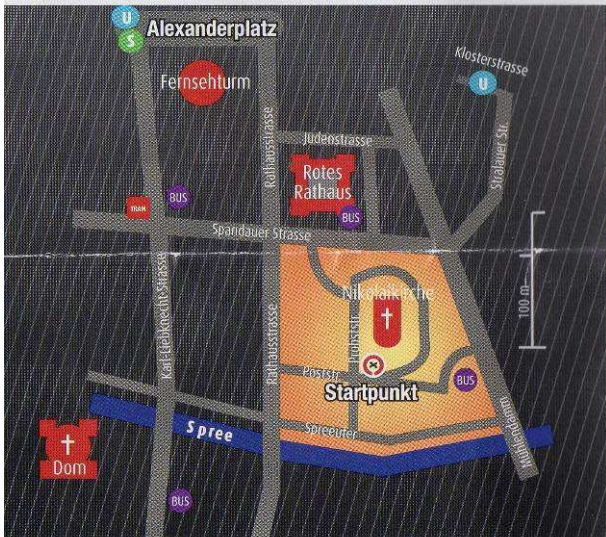 U
S
Alexanderplatz
Fernsehturm
Klosterstrasse
U
Rathausstrasse
Judenstrasse
Stralauer Str.
Rotes
Rathaus
TRAM
BUS
BUS
Spandauer Strasse
100 m
Nikolaikirche
Karl-Liebknecht-Strasse
Rathausstrasse
Probststr.
Poststr.
Startpunkt
BUS
Mühlendamm
Spree
Spreeufer
Dom
BUS